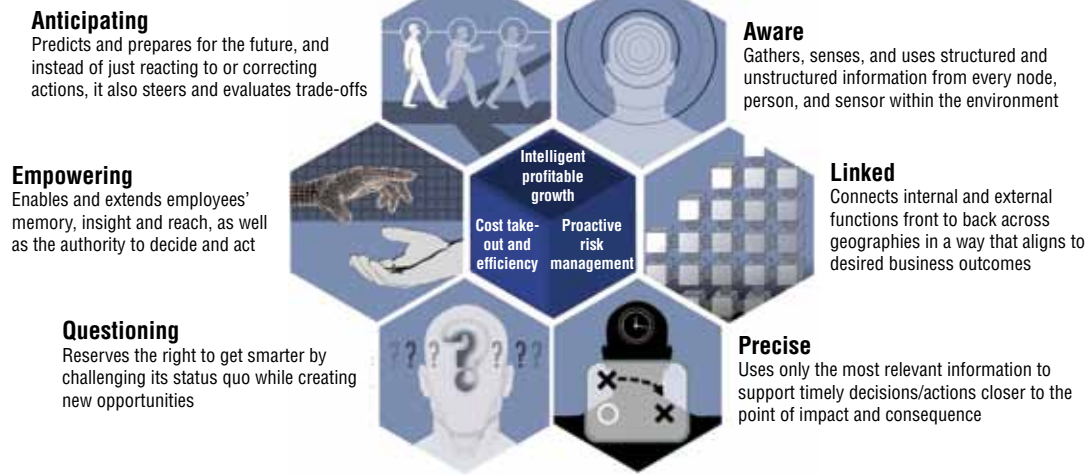 Anticipating
Predicts and prepares for the future, and
instead of just reacting to or correcting
actions, it also steers and evaluates trade-offs
Aware
Gathers, senses, and uses structured and
unstructured information from every node,
person, and sensor within the environment
Empowering
Enables and extends employees’
memory, insight and reach, as well
as the authority to decide and act
Intelligent
profitable
growth
Cost take-
out and
efficiency
Proactive
risk
management
Linked
Connects internal and external
functions front to back across
geographies in a way that aligns to
desired business outcomes
Questioning
Reserves the right to get smarter by
challenging its status quo while creating
new opportunities
? ? ? ? ? ? ?
Precise
Uses only the most relevant information to
support timely decisions/actions closer to the
point of impact and consequence